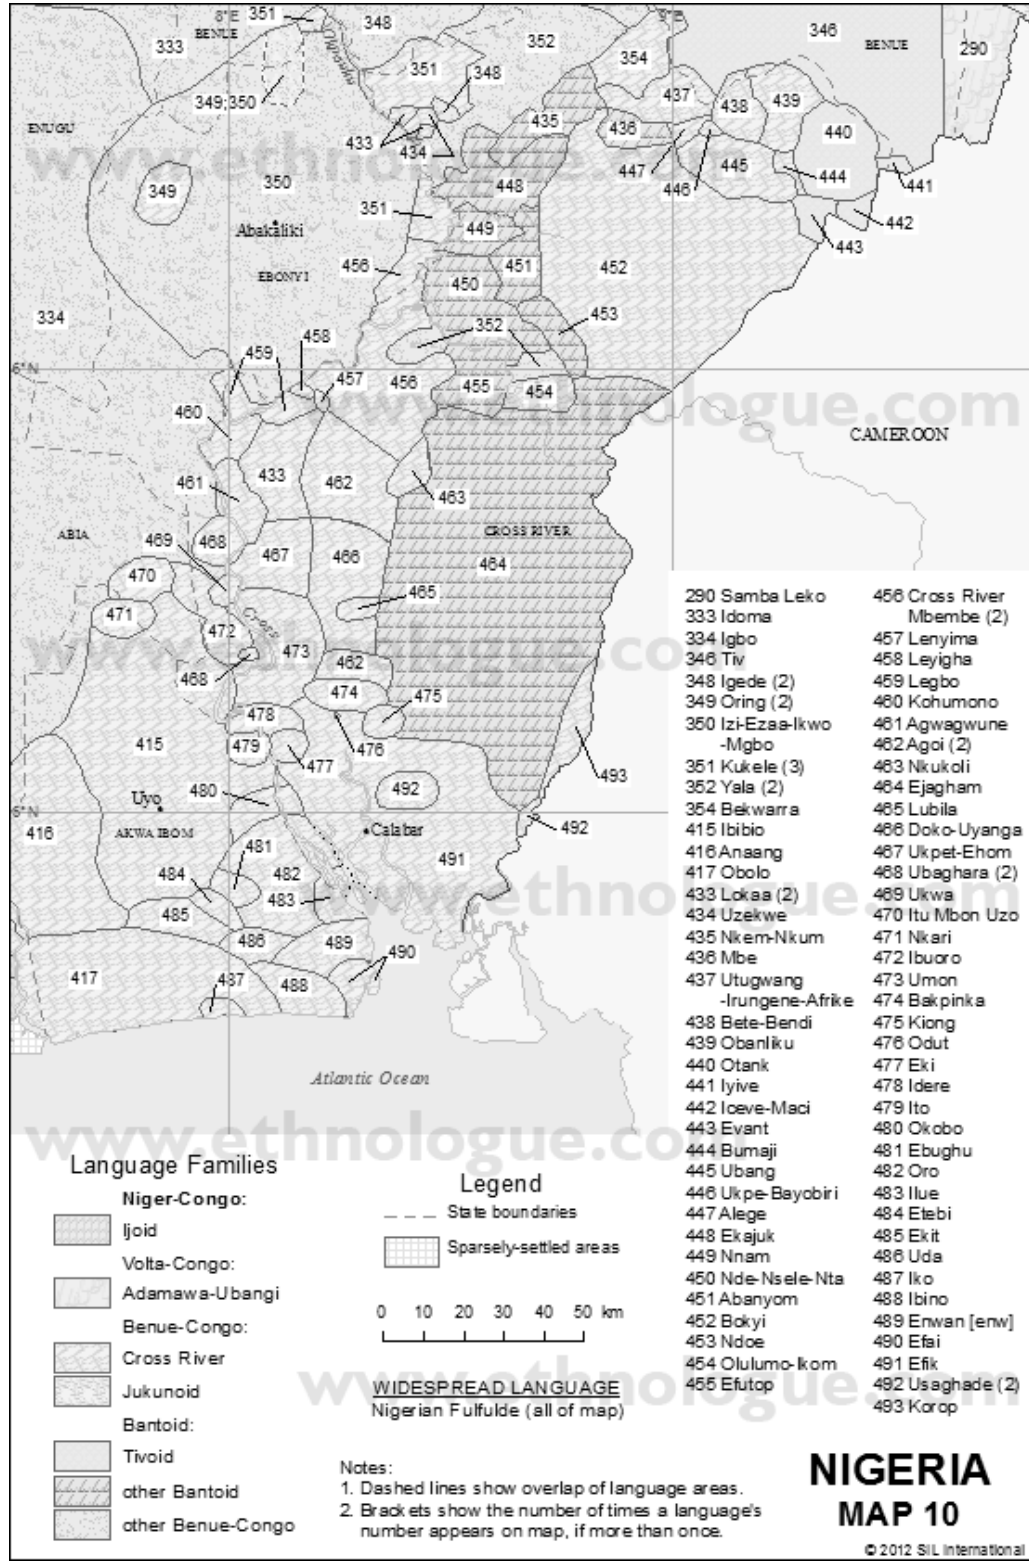 351
8°E
348
9°E
346
BENUE
333
352
354
BENUE
290
351
348
349;350
437
438
439
ENUGU
433
434
435
436
440
www.ethnologue.com
447
446
445
444
441
349
350
448
351
449
442
443
Abakaliki
456
451
452
EBONYI
450
334
453
458
352
459
6°N
457
456
455
454
www.ethnologue.com
460
CAMEROON
433
462
461
463
ABIA
CROSS RIVER
469
468
467
466
464
470
465
471
Cross
472
473
www.ethnologue.com
468
462
474
475
478
415
479
476
477
493
480
492
Uyo
5°N
416
AKWA IBOM
Calabar
492
481
491
484
482
www.ethnologue.com
483
485
486
489
490
417
487
488
Atlantic Ocean
www.ethnologue.com
290 Samba Leko
333 Idoma
334 Igbo
346 Tiv
348 Igede (2)
349 Oring (2)
350 Izi-Ezaa-Ikwo
-Mgbo
351 Kukele (3)
352 Yala (2)
354 Bekwarra
415 Ibibio
416 Anaang
417 Obolo
433 Lokaa (2)
434 Uzekwe
435 Nkem-Nkum
436 Mbe
437 Utugwang
-Irungene-Afrike
438 Bete-Bendi
439 Obanliku
440 Otank
441 Iyive
442 Iceve-Maci
443 Evant
444 Bumaji
445 Ubang
446 Ukpe-Bayobiri
447 Alege
448 Ekajuk
449 Nnam
450 Nde-Nsele-Nta
451 Abanyom
452 Bokyi
453 Ndoe
454 Olulumo-Ikom
455 Efutop
456 Cross River
Mbembe (2)
457 Lenyima
458 Leyigha
459 Legbo
460 Kohumono
461 Agwagwune
462 Agoi (2)
463 Nkukoli
464 Ejagham
465 Lubila
466 Doko-Uyanga
467 Ukpet-Ehom
468 Ubaghara (2)
469 Ukwa
470 Itu Mbon Uzo
471 Nkari
472 Ibuoro
473 Umon
474 Bakpinka
475 Kiong
476 Odut
477 Eki
478 Idere
479 Ito
480 Okobo
481 Ebughu
482 Oro
483 Ilue
484 Etebi
485 Ekit
486 Uda
487 Iko
488 Ibino
489 Enwan [enw]
490 Efai
491 Efik
492 Usaghade (2)
493 Korop
Language Families
Niger-Congo:
Ijoid
Volta-Congo:
Adamawa-Ubangi
Benue-Congo:
Cross River
Jukunoid
Bantoid:
Tivoid
other Bantoid
other Benue-Congo
Legend
State boundaries
Sparsely-settled areas
0 10 20 30 40 50 km
www.ethnologue.com
WIDESPREAD LANGUAGE
Nigerian Fulfulde (all of map)
Notes:
1. Dashed lines show overlap of language areas.
2. Brackets show the number of times a language's
number appears on map, if more than once.
NIGERIA
MAP 10
© 2012 SIL International